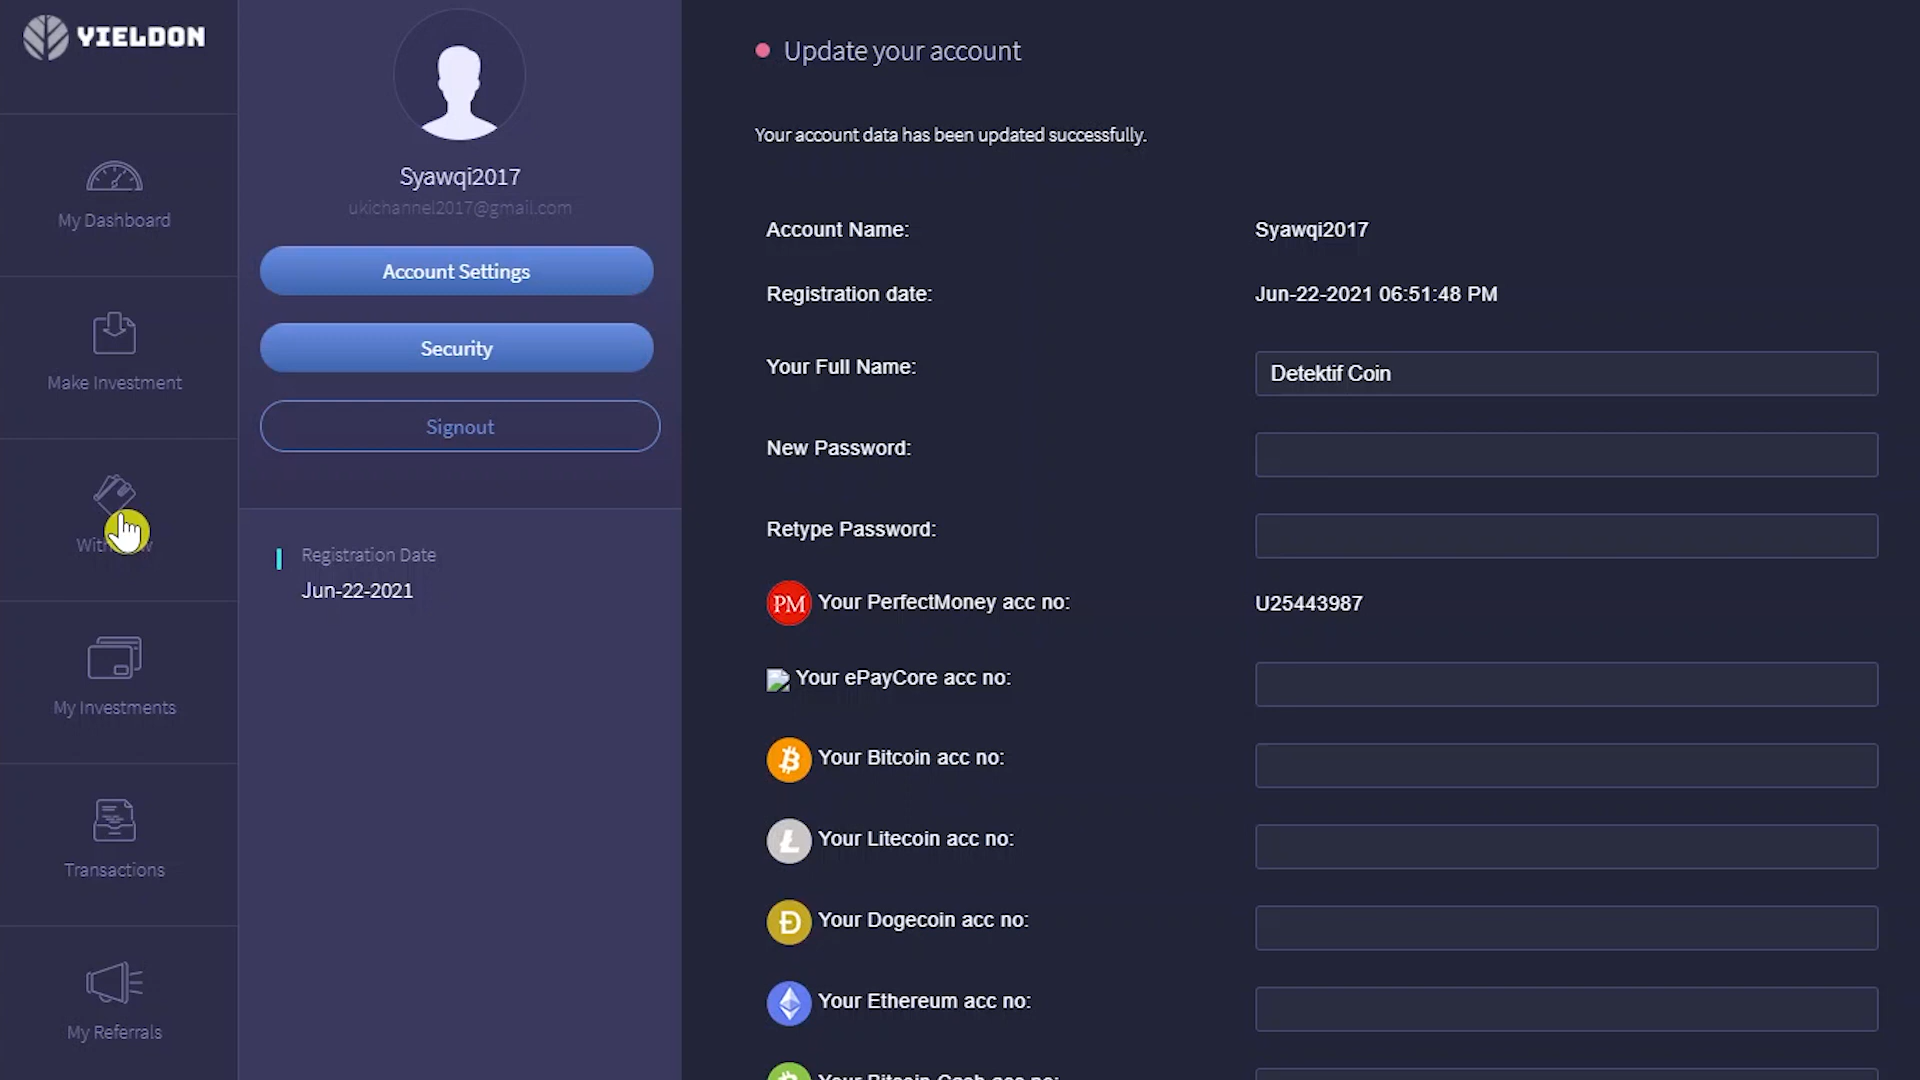 YIELDON
My Dashboard
Make Investment
My Investments
Transactions
My Referrals
Syawqi2017
ukichannel2017@gmail.com
Account Settings
Security
Signout
Registration Date
Jun-22-2021
Update your account
Your account data has been updated successfully.
Account Name: Syawqi2017
Registration date: Jun-22-2021 06:51:48 PM
Your Full Name: Detektif Coin
New Password:
Retype Password:
PM Your PerfectMoney acc no: U25443987
Your ePayCore acc no:
Your Bitcoin acc no:
Your Litecoin acc no:
Your Dogecoin acc no:
Your Ethereum acc no: